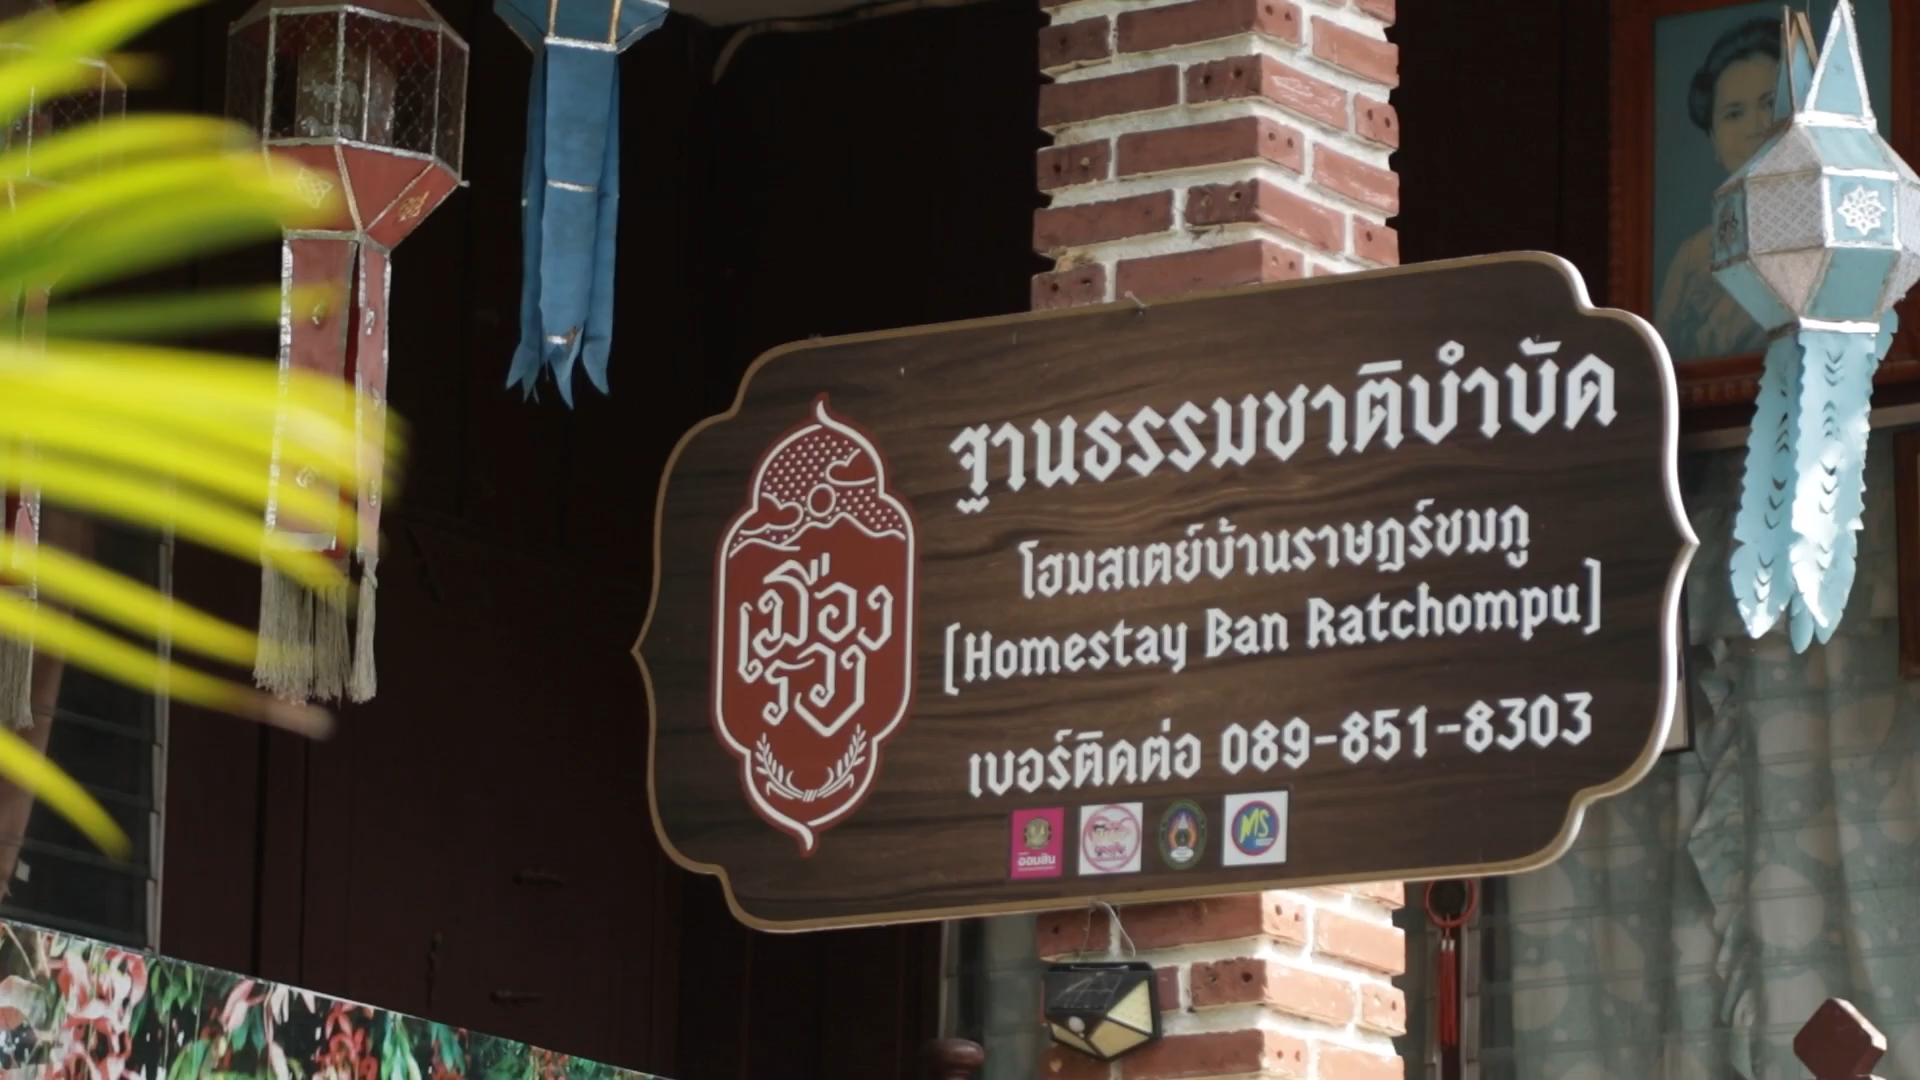 ฐานธรรมชาติบำบัด
โฮมสเตย์บ้านราษฎร์ชมภู
(Homestay Ban Ratchompu)
เบอร์ติดต่อ 089-851-8303
เมือง
รวง
ออมสิน
MS